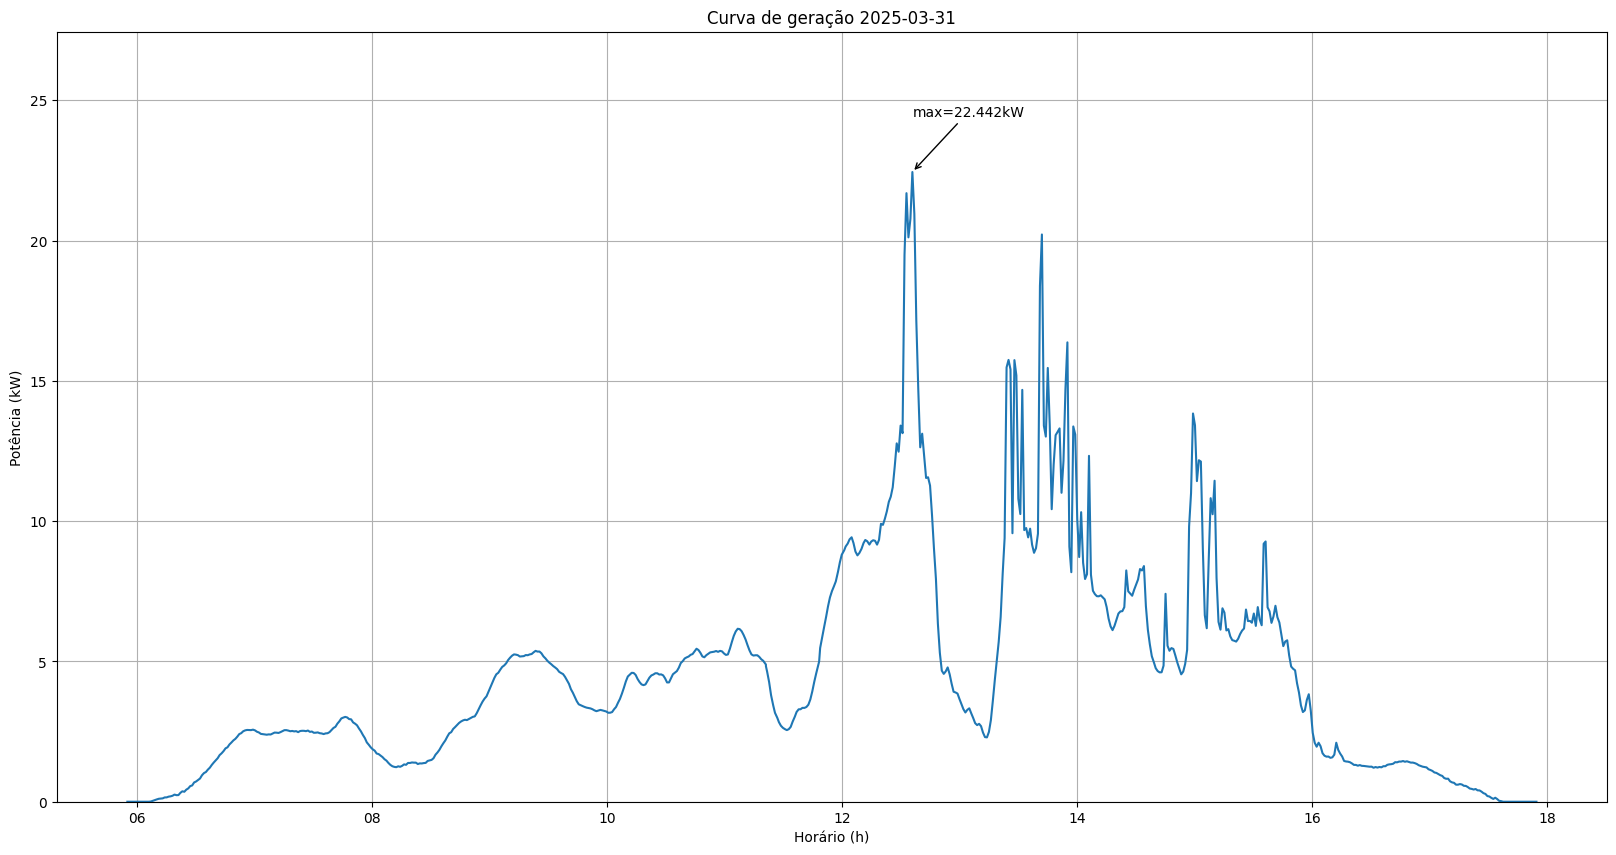 Curva de geração 2025-03-31
max=22.442kW
Potência (kW)
25
20
15
10
5
0
06 08 10 12 14 16 18
Horário (h)